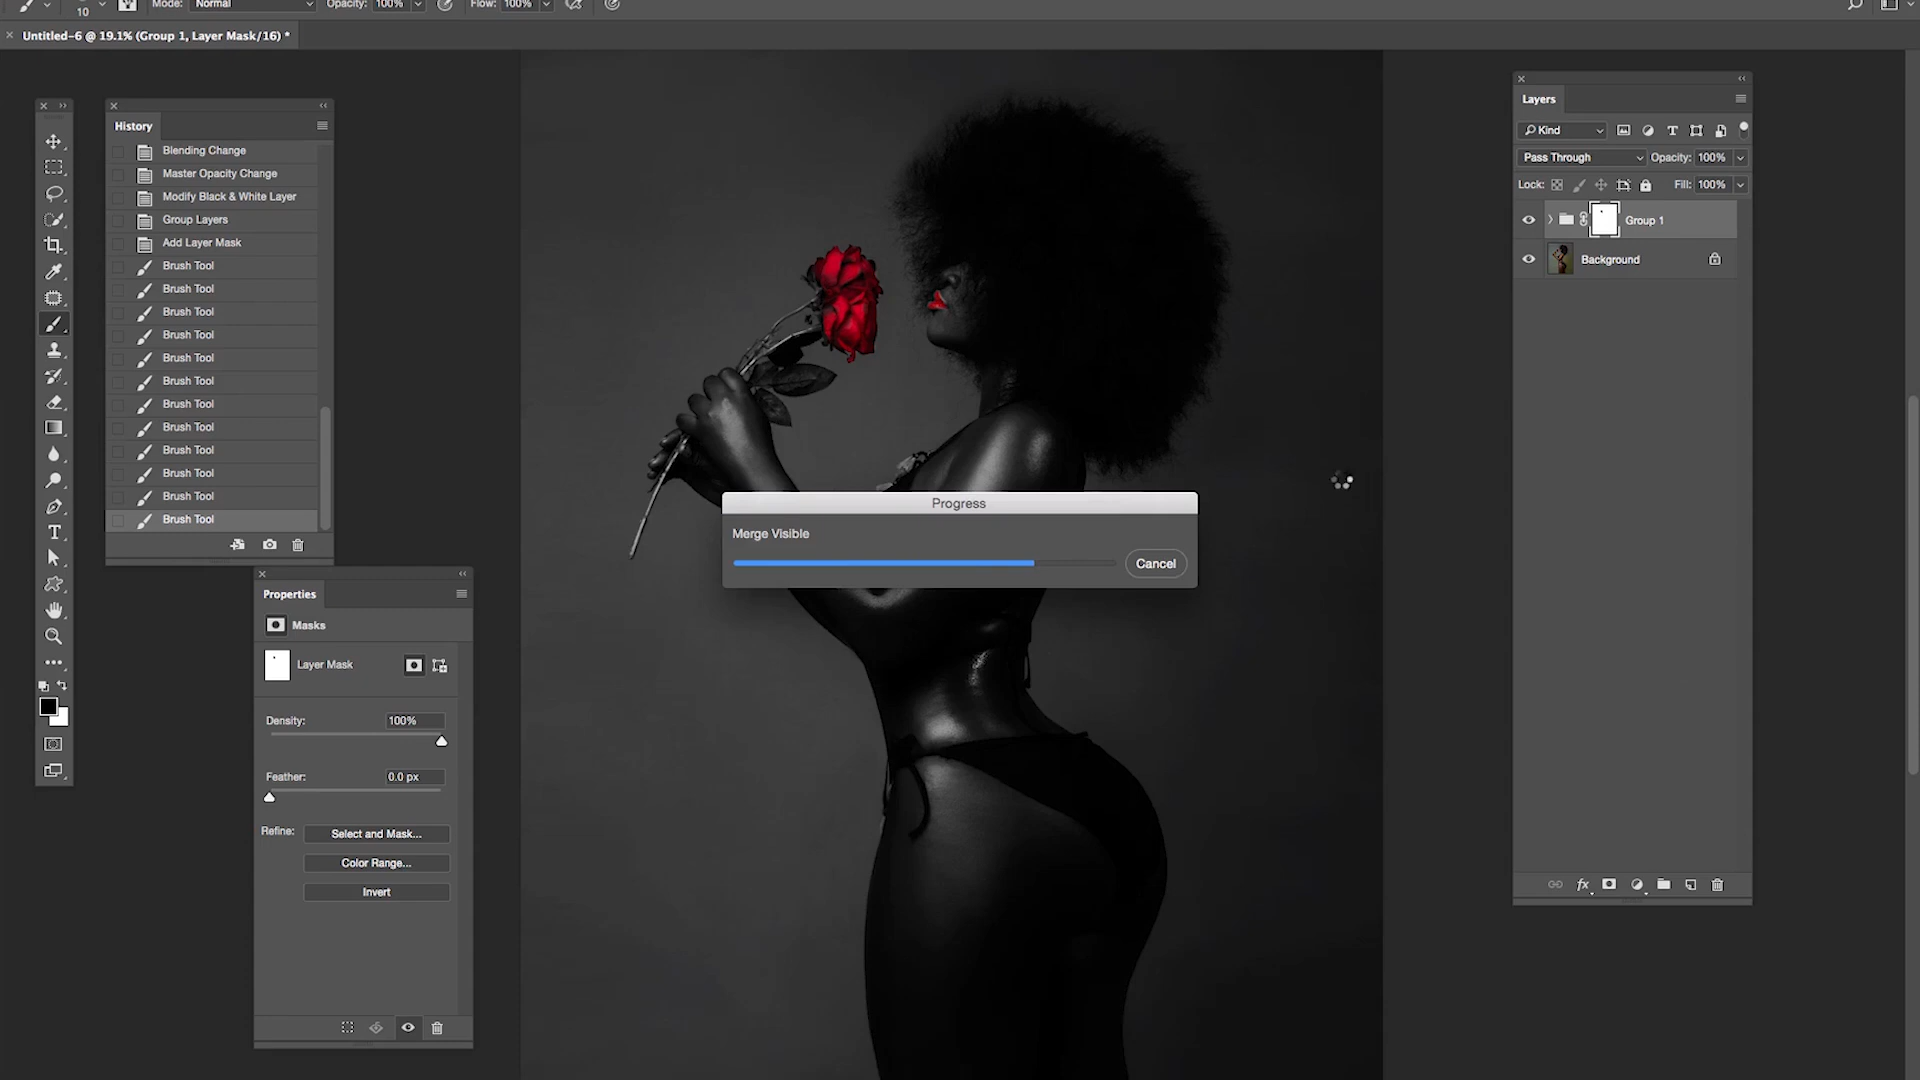 10
Mode: Normal
Opacity: 100%
Flow: 100%
Untitled-6 @ 19.1% (Group 1, Layer Mask/16) *
History
Blending Change
Master Opacity Change
Modify Black & White Layer
Group Layers
Add Layer Mask
Brush Tool
Brush Tool
Brush Tool
Brush Tool
Brush Tool
Brush Tool
Brush Tool
Brush Tool
Brush Tool
Brush Tool
Brush Tool
Brush Tool
Properties
Masks
Layer Mask
Density: 100%
Feather: 0.0 px
Refine: Select and Mask...
Color Range...
Invert
Progress
Merge Visible
Cancel
Layers
Kind
Pass Through Opacity: 100%
Lock: Fill: 100%
Group 1
Background